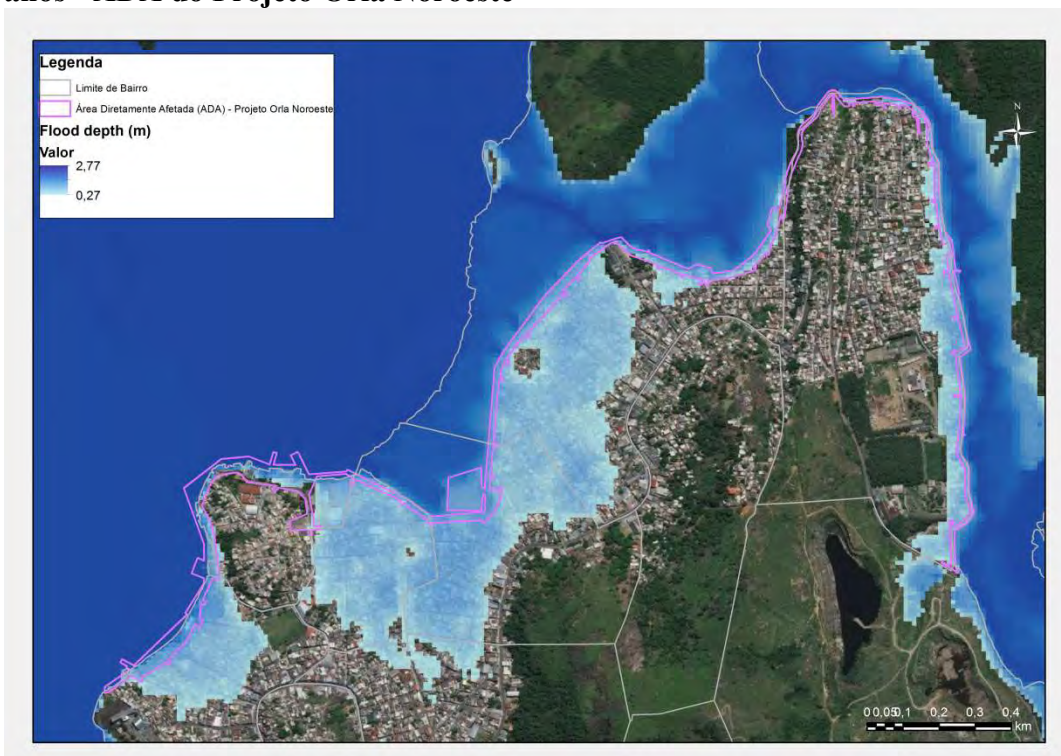 anos - ADA do Projeto Orla Noroeste
Legenda
Limite de Bairro
Área Diretamente Afetada (ADA) - Projeto Orla Noroeste
Flood depth (m)
Valor
2,77
0,27
N
0 0,05 0,1 0,2 0,3 0,4
km